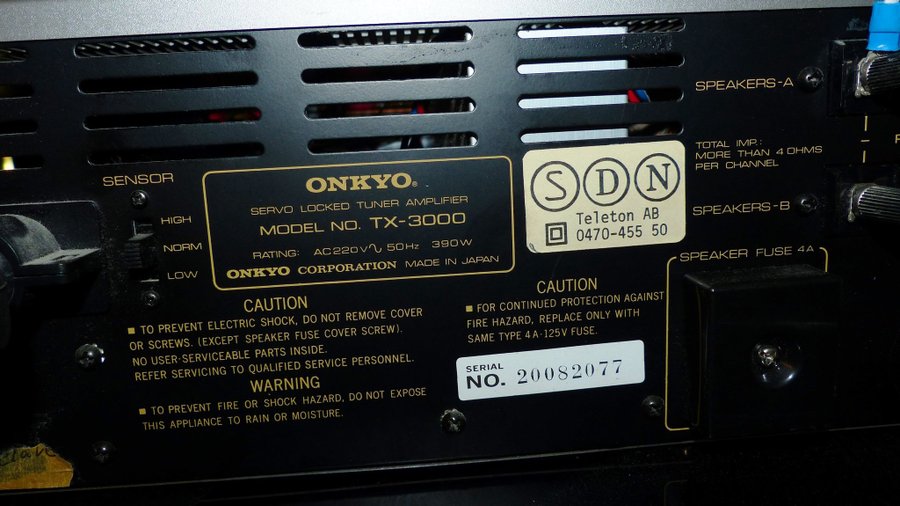 SPEAKERS-A
TOTAL IMP.:
MORE THAN 4 OHMS
PER CHANNEL
SENSOR
HIGH
NORM
LOW
ONKYO®
SERVO LOCKED TUNER AMPLIFIER
MODEL NO. TX-3000
RATING: AC220V∿ 50Hz 390W
ONKYO CORPORATION MADE IN JAPAN
S D N
Teleton AB
0470-455 50
SPEAKERS-B
SPEAKER FUSE 4A
CAUTION
■ TO PREVENT ELECTRIC SHOCK, DO NOT REMOVE COVER
OR SCREWS. (EXCEPT SPEAKER FUSE COVER SCREW).
NO USER-SERVICEABLE PARTS INSIDE.
REFER SERVICING TO QUALIFIED SERVICE PERSONNEL.
WARNING
■ TO PREVENT FIRE OR SHOCK HAZARD, DO NOT EXPOSE
THIS APPLIANCE TO RAIN OR MOISTURE.
CAUTION
■ FOR CONTINUED PROTECTION AGAINST
FIRE HAZARD, REPLACE ONLY WITH
SAME TYPE 4A·125V FUSE.
SERIAL
NO. 20082077